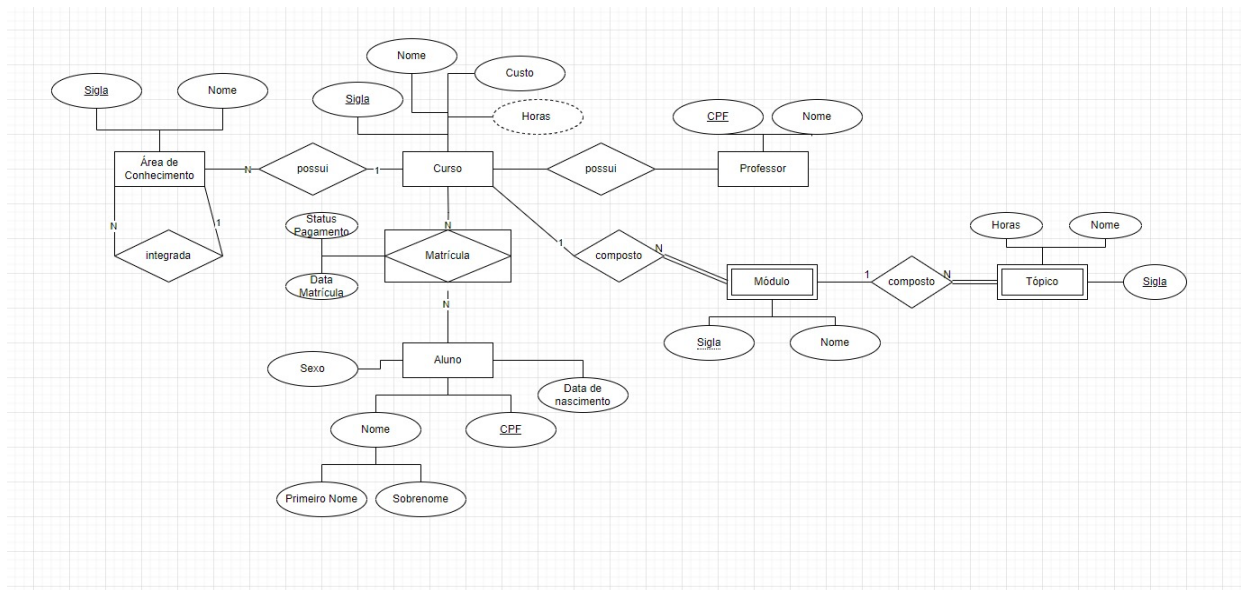 Nome
Custo
Sigla
Nome
Sigla
Horas
CPF
Nome
Área de
Conhecimento
N
possui
1
Curso
possui
Professor
N
1
integrada
Status
Pagamento
N
Matrícula
Data
Matrícula
1
composto
N
Horas
Nome
Módulo
1
composto
N
Tópico
Sigla
N
Sigla
Nome
Sexo
Aluno
Data de
nascimento
Nome
CPF
Primeiro Nome
Sobrenome